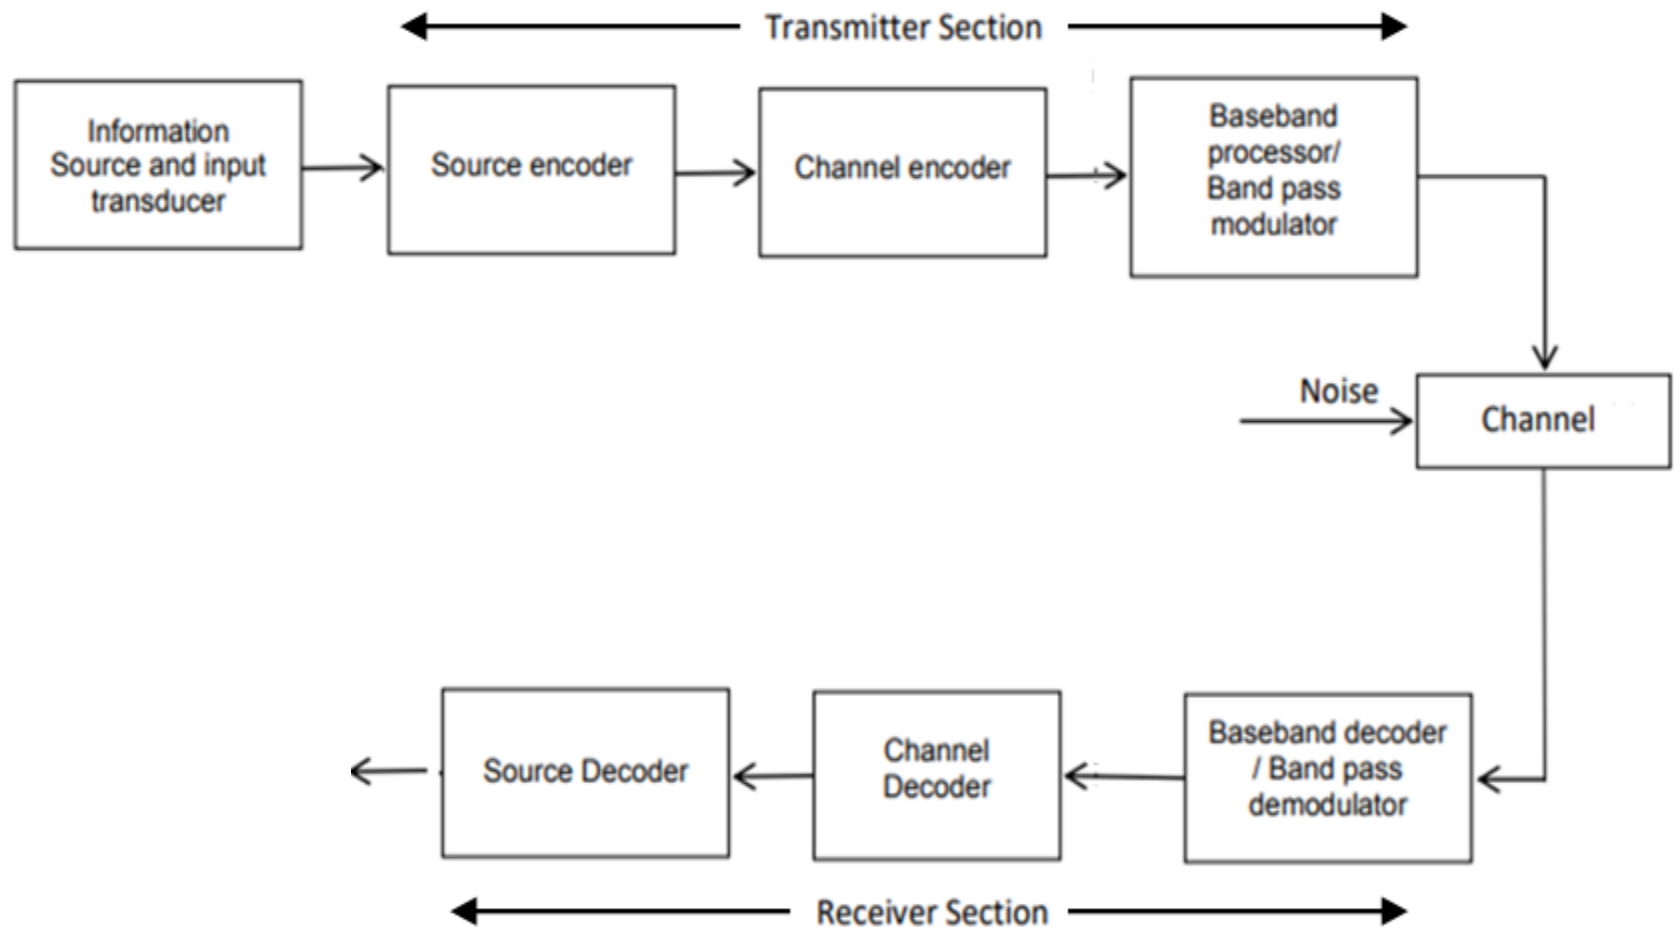 Transmitter Section
Information
Source and input
transducer
Source encoder
Channel encoder
Baseband
processor/
Band pass
modulator
Noise
Channel
Source Decoder
Channel
Decoder
Baseband decoder
/ Band pass
demodulator
Receiver Section